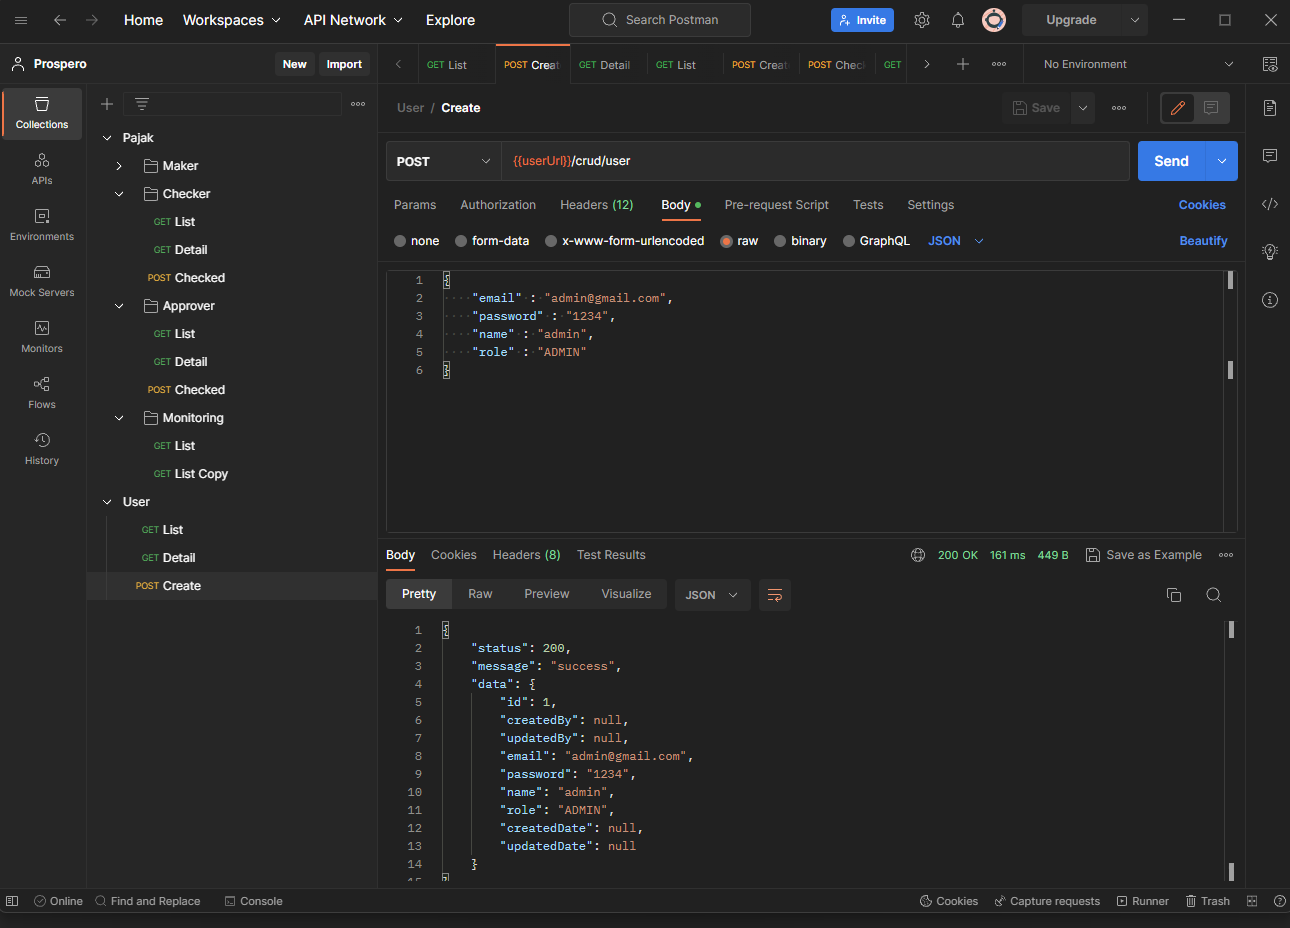 Home Workspaces API Network Explore Search Postman Invite Upgrade
Prospero New Import GET List POST Creat GET Detail GET List POST Creat POST Chec GET No Environment
Collections
APIs
Environments
Mock Servers
Monitors
Flows
History
Pajak
Maker
Checker
GET List
GET Detail
POST Checked
Approver
GET List
GET Detail
POST Checked
Monitoring
GET List
GET List Copy
User
GET List
GET Detail
POST Create
User / Create Save
POST {{userUrl}}/crud/user Send
Params Authorization Headers (12) Body Pre-request Script Tests Settings Cookies
none form-data x-www-form-urlencoded raw binary GraphQL JSON Beautify
1 {
2 "email" : "admin@gmail.com",
3 "password" : "1234",
4 "name" : "admin",
5 "role" : "ADMIN"
6 }
Body Cookies Headers (8) Test Results 200 OK 161 ms 449 B Save as Example
Pretty Raw Preview Visualize JSON
1 {
2 "status": 200,
3 "message": "success",
4 "data": {
5 "id": 1,
6 "createdBy": null,
7 "updatedBy": null,
8 "email": "admin@gmail.com",
9 "password": "1234",
10 "name": "admin",
11 "role": "ADMIN",
12 "createdDate": null,
13 "updatedDate": null
14 }
15 }
Online Find and Replace Console Cookies Capture requests Runner Trash